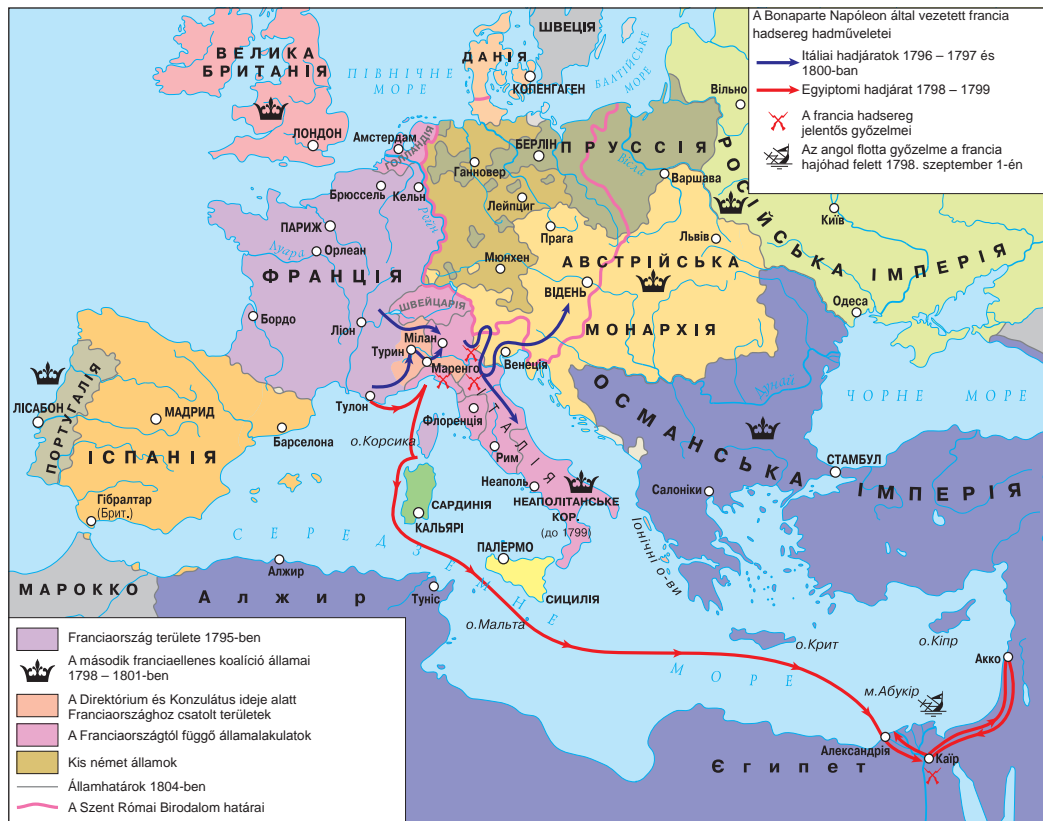 A Bonaparte Napóleon által vezetett francia
hadsereg hadműveletei
Itáliai hadjáratok 1796 – 1797 és
1800-ban
Egyiptomi hadjárat 1798 – 1799
A francia hadsereg
jelentős győzelmei
Az angol flotta győzelme a francia
hajóhad felett 1798. szeptember 1-én
ШВЕЦІЯ
ВЕЛИКА
БРИТАНІЯ
ПІВНІЧНЕ
МОРЕ
ДАНІЯ
КОПЕНГАГЕН
БАЛТІЙСЬКЕ
МОРЕ
Вільно
ЛОНДОН
Амстердам
ГОЛЛАНДІЯ
БЕРЛІН
ПРУССІЯ
Вісла
Варшава
РОСІЙСЬКА ІМПЕРІЯ
Ганновер
Брюссель
Кельн
Рейн
Лейпциг
Київ
ПАРИЖ
Прага
Львів
Луара
Орлеан
Мюнхен
АВСТРІЙСЬКА
ФРАНЦІЯ
ВІДЕНЬ
ШВЕЙЦАРІЯ
Одеса
Бордо
Ліон
МОНАРХІЯ
Мілан
Турин
Венеція
Маренго
Дунай
ЧОРНЕ МОРЕ
Тулон
ПОРТУГАЛІЯ
ЛІСАБОН
МАДРИД
Барселона
Флоренція
ІТАЛІЯ
ОСМАНСЬКА
ІМПЕРІЯ
о.Корсика
ІСПАНІЯ
Рим
СТАМБУЛ
Неаполь
Салоніки
НЕАПОЛІТАНСЬКЕ
КОР.
(до 1799)
Гібралтар
(Брит.)
САРДИНІЯ
КАЛЬЯРІ
Іонічні о-ви
СЕРЕДЗЕМНЕ
МОРЕ
ПАЛЕРМО
Алжир
МАРОККО
Алжир
Туніс
СИЦИЛІЯ
о.Мальта
о.Крит
о.Кіпр
Акко
м.Абукір
Александрія
Каїр
Єгипет
Franciaország területe 1795-ben
A második franciaellenes koalíció államai
1798 – 1801-ben
A Direktórium és Konzulátus ideje alatt
Franciaországhoz csatolt területek
A Franciaországtól függő államalakulatok
Kis német államok
Államhatárok 1804-ben
A Szent Római Birodalom határai